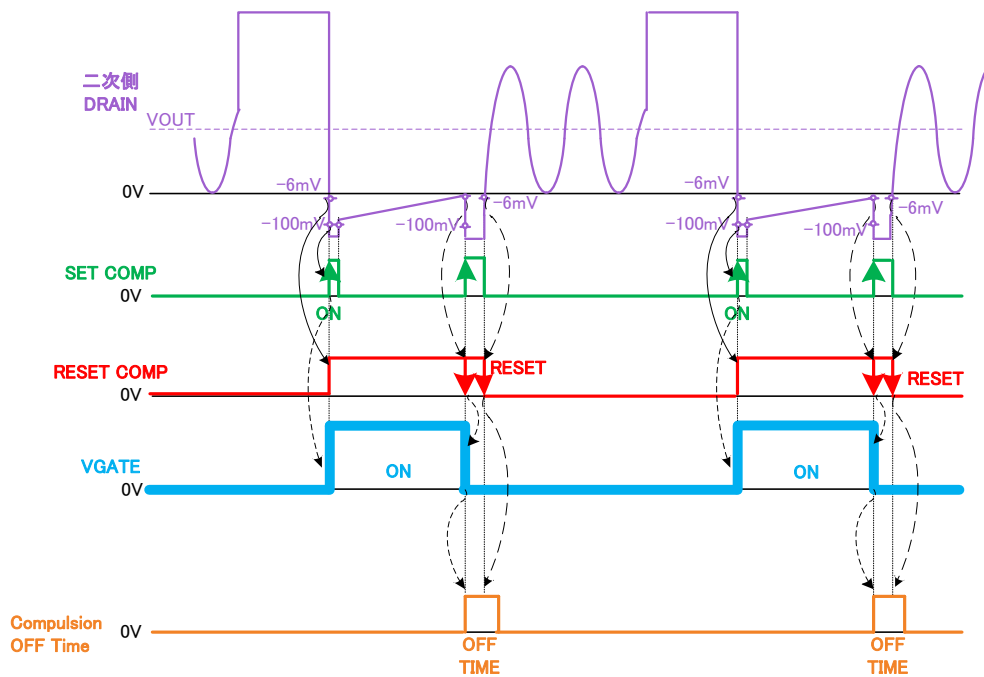 二次側
DRAIN
VOUT
0V
-6mV
-100mV
-100mV
-6mV
-6mV
-100mV
-100mV
-6mV
SET COMP
0V
ON
ON
RESET COMP
0V
RESET
RESET
VGATE
0V
ON
ON
Compulsion
OFF Time
0V
OFF
TIME
OFF
TIME